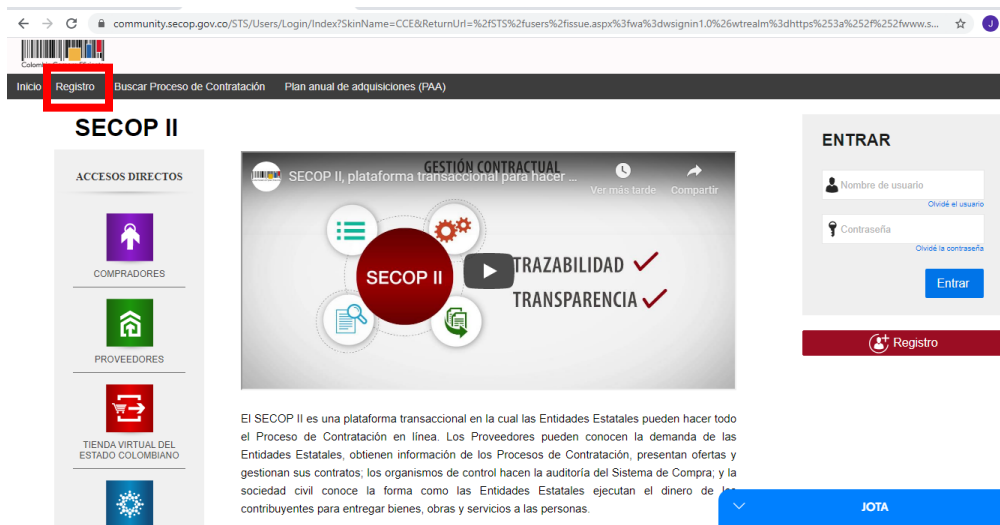 community.secop.gov.co/STS/Users/Login/Index?SkinName=CCE&ReturnUrl=%2fSTS%2fusers%2fissue.aspx%3fwa%3dwsignin1.0%26wtrealm%3dhttps%253a%252f%252fwww.s...
J
Inicio Registro Buscar Proceso de Contratación Plan anual de adquisiciones (PAA)
SECOP II
ACCESOS DIRECTOS
COMPRADORES
PROVEEDORES
TIENDA VIRTUAL DEL
ESTADO COLOMBIANO
GESTIÓN CONTRACTUAL
SECOP II, plataforma transaccional para hacer ...
Ver más tarde Compartir
SECOP II
TRAZABILIDAD
TRANSPARENCIA
El SECOP II es una plataforma transaccional en la cual las Entidades Estatales pueden hacer todo
el Proceso de Contratación en línea. Los Proveedores pueden conocen la demanda de las
Entidades Estatales, obtienen información de los Procesos de Contratación, presentan ofertas y
gestionan sus contratos; los organismos de control hacen la auditoría del Sistema de Compra; y la
sociedad civil conoce la forma como las Entidades Estatales ejecutan el dinero de los
contribuyentes para entregar bienes, obras y servicios a las personas.
ENTRAR
Nombre de usuario
Olvidé el usuario
Contraseña
Olvidé la contraseña
Entrar
Registro
JOTA